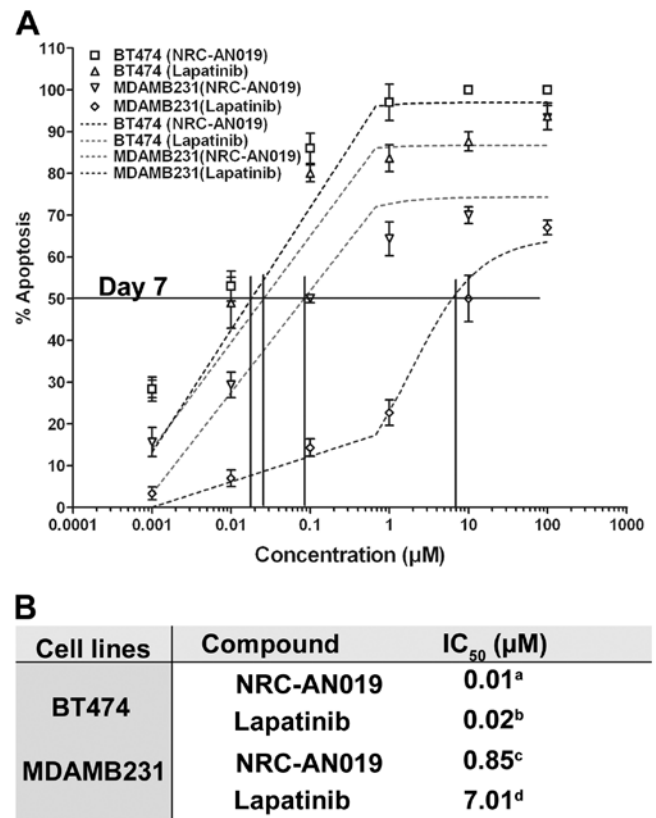 A
BT474 (NRC-AN019)
BT474 (Lapatinib)
MDAMB231(NRC-AN019)
MDAMB231(Lapatinib)
BT474 (NRC-AN019)
BT474 (Lapatinib)
MDAMB231(NRC-AN019)
MDAMB231(Lapatinib)
% Apoptosis
110
100
90
80
70
60
50
40
30
20
10
0
Day 7
0.0001 0.001 0.01 0.1 1 10 100 1000
Concentration (µM)
B
Cell lines Compound IC50 (µM)
BT474 NRC-AN019 0.01a
Lapatinib 0.02b
MDAMB231 NRC-AN019 0.85c
Lapatinib 7.01d